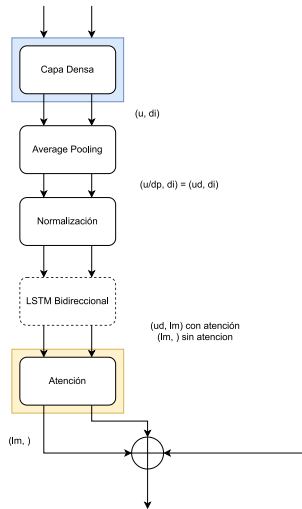 Capa Densa
(u, di)
Average Pooling
(u/dp, di) = (ud, di)
Normalización
LSTM Bidireccional
(ud, lm) con atención
(lm, ) sin atencion
Atención
(lm, )